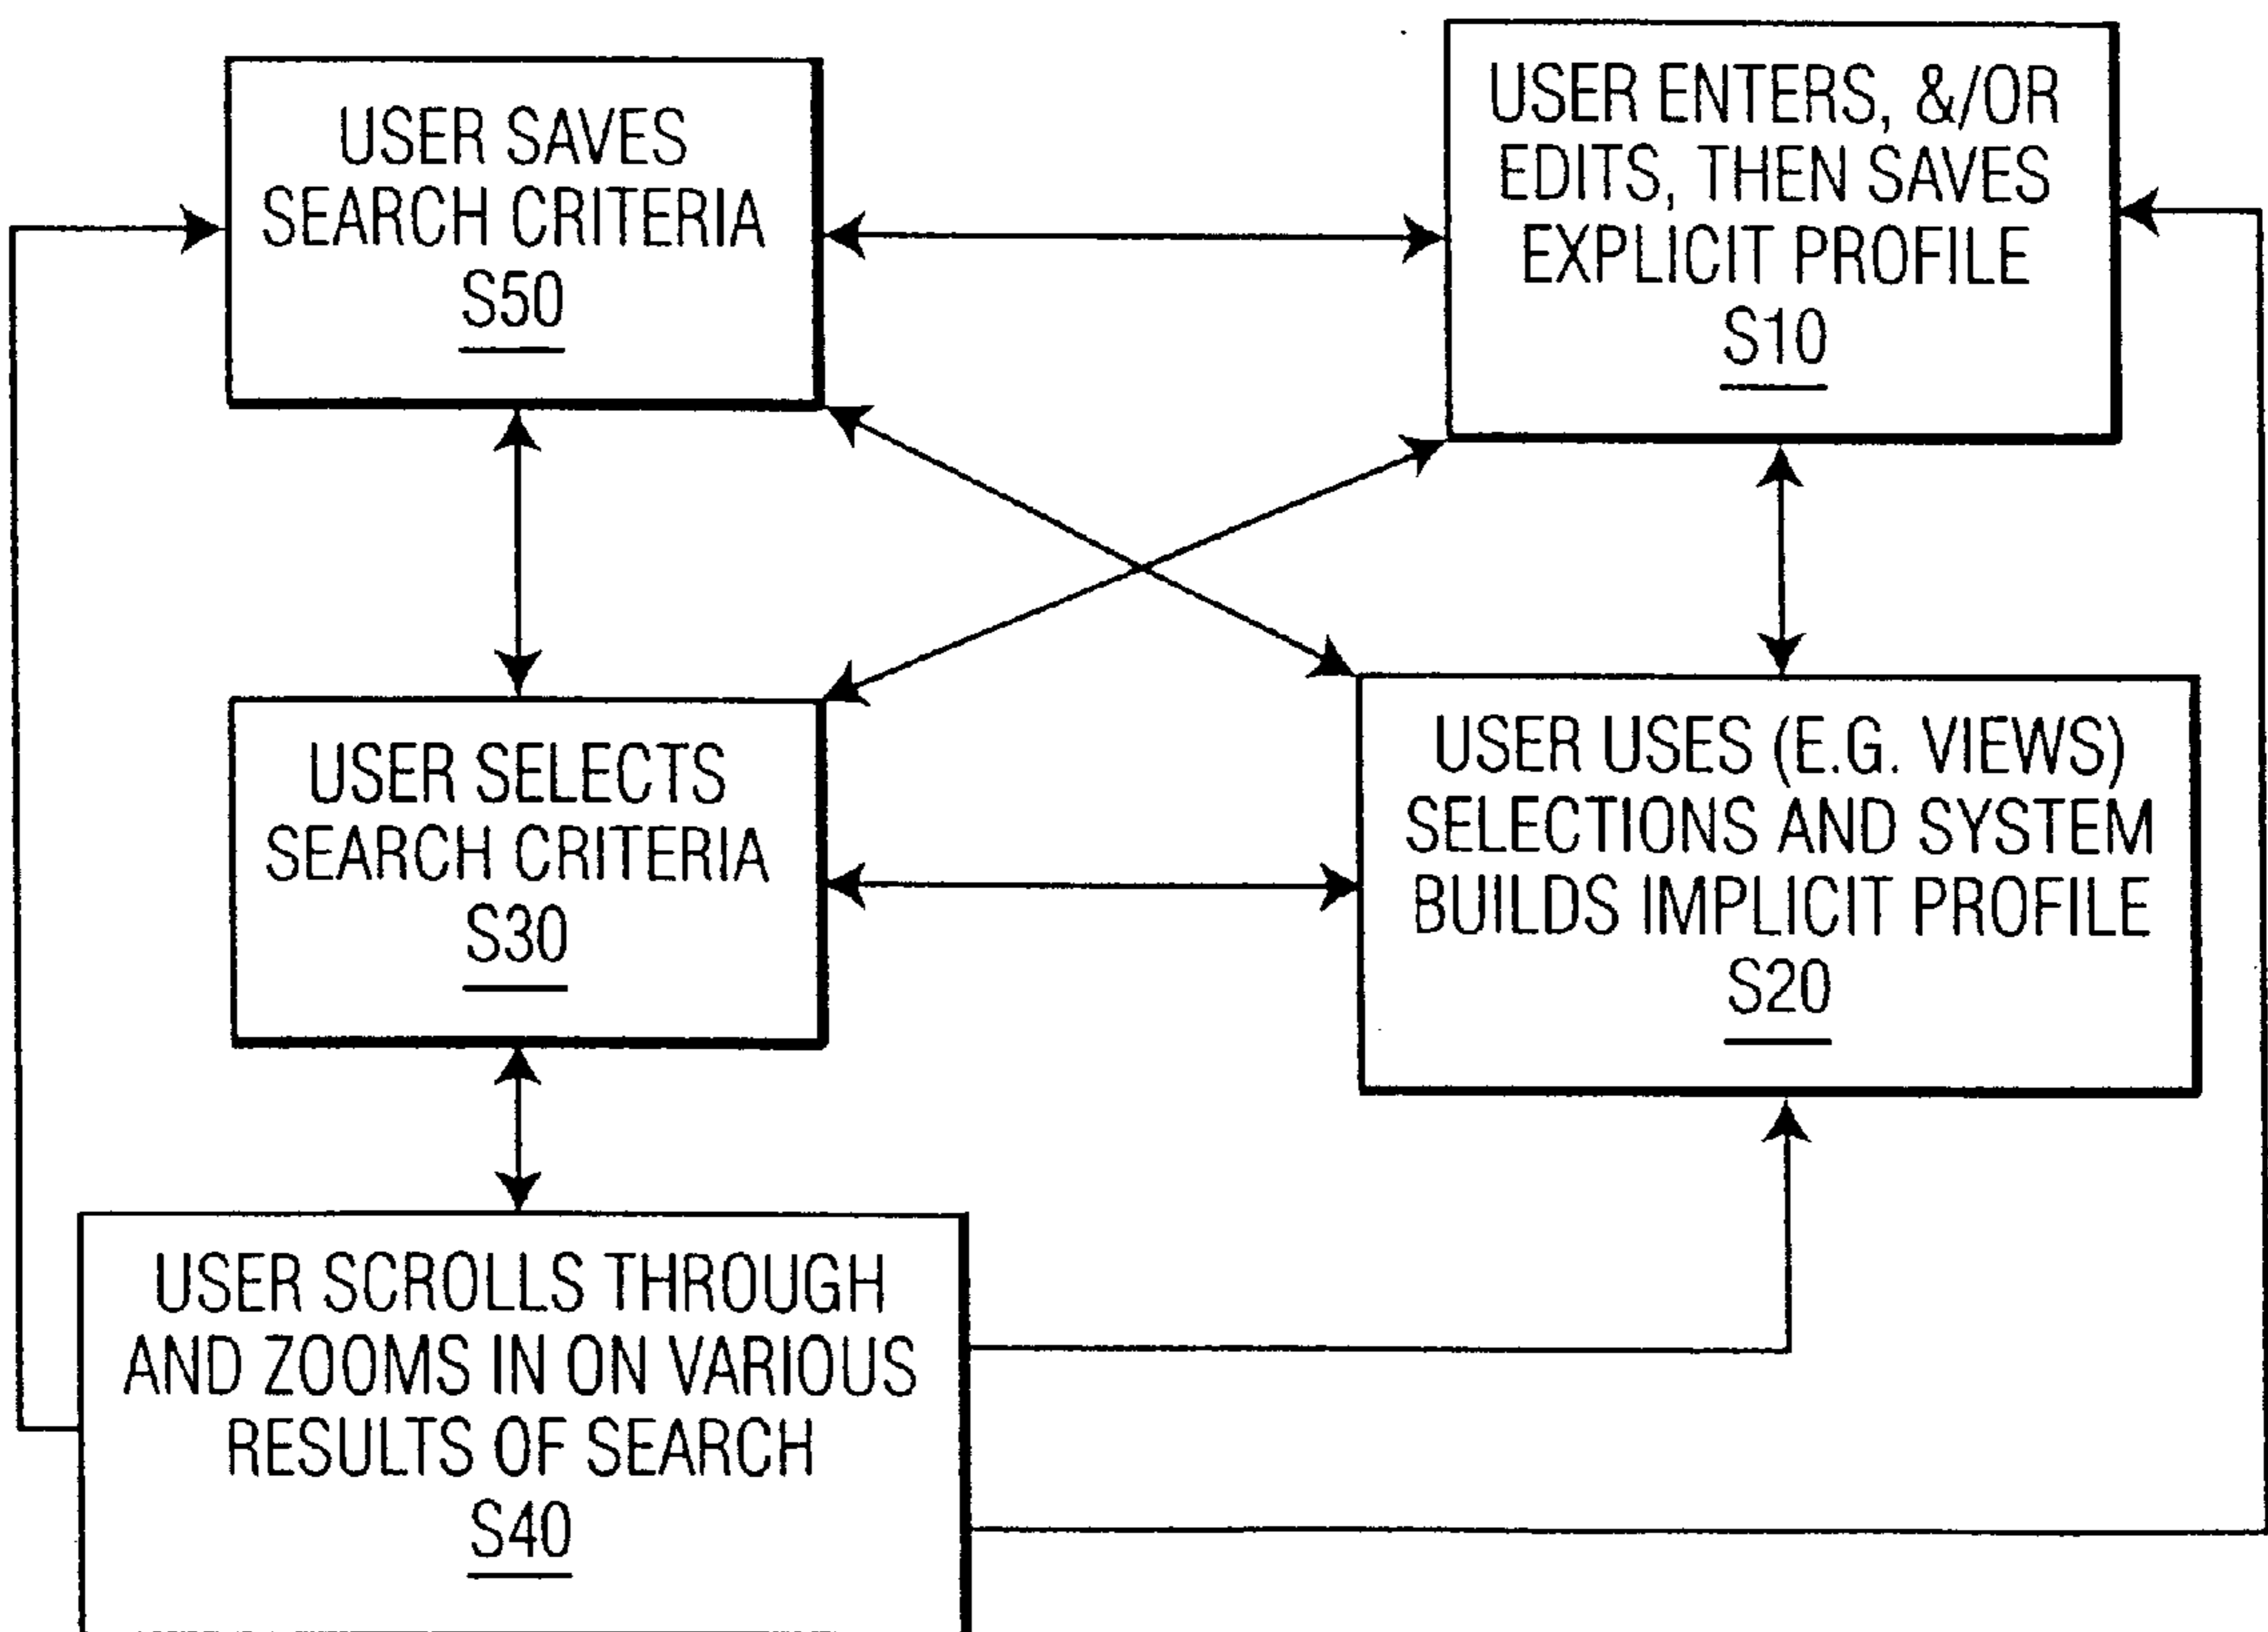 USER SAVES
SEARCH CRITERIA
S50
USER ENTERS, &/OR
EDITS, THEN SAVES
EXPLICIT PROFILE
S10
USER SELECTS
SEARCH CRITERIA
S30
USER USES (E.G. VIEWS)
SELECTIONS AND SYSTEM
BUILDS IMPLICIT PROFILE
S20
USER SCROLLS THROUGH
AND ZOOMS IN ON VARIOUS
RESULTS OF SEARCH
S40